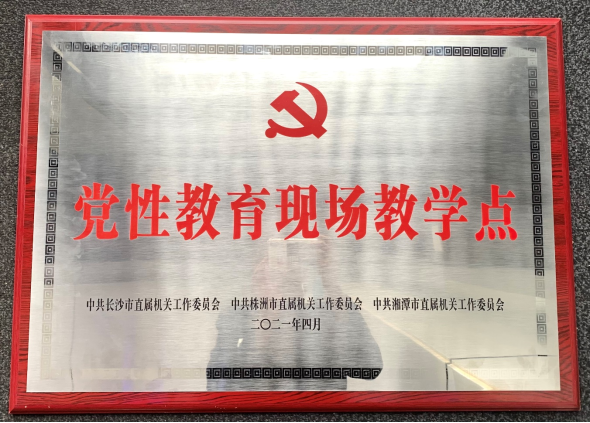 党性教育现场教学点
中共长沙市直属机关工作委员会 中共株洲市直属机关工作委员会 中共湘潭市直属机关工作委员会
二〇二一年四月